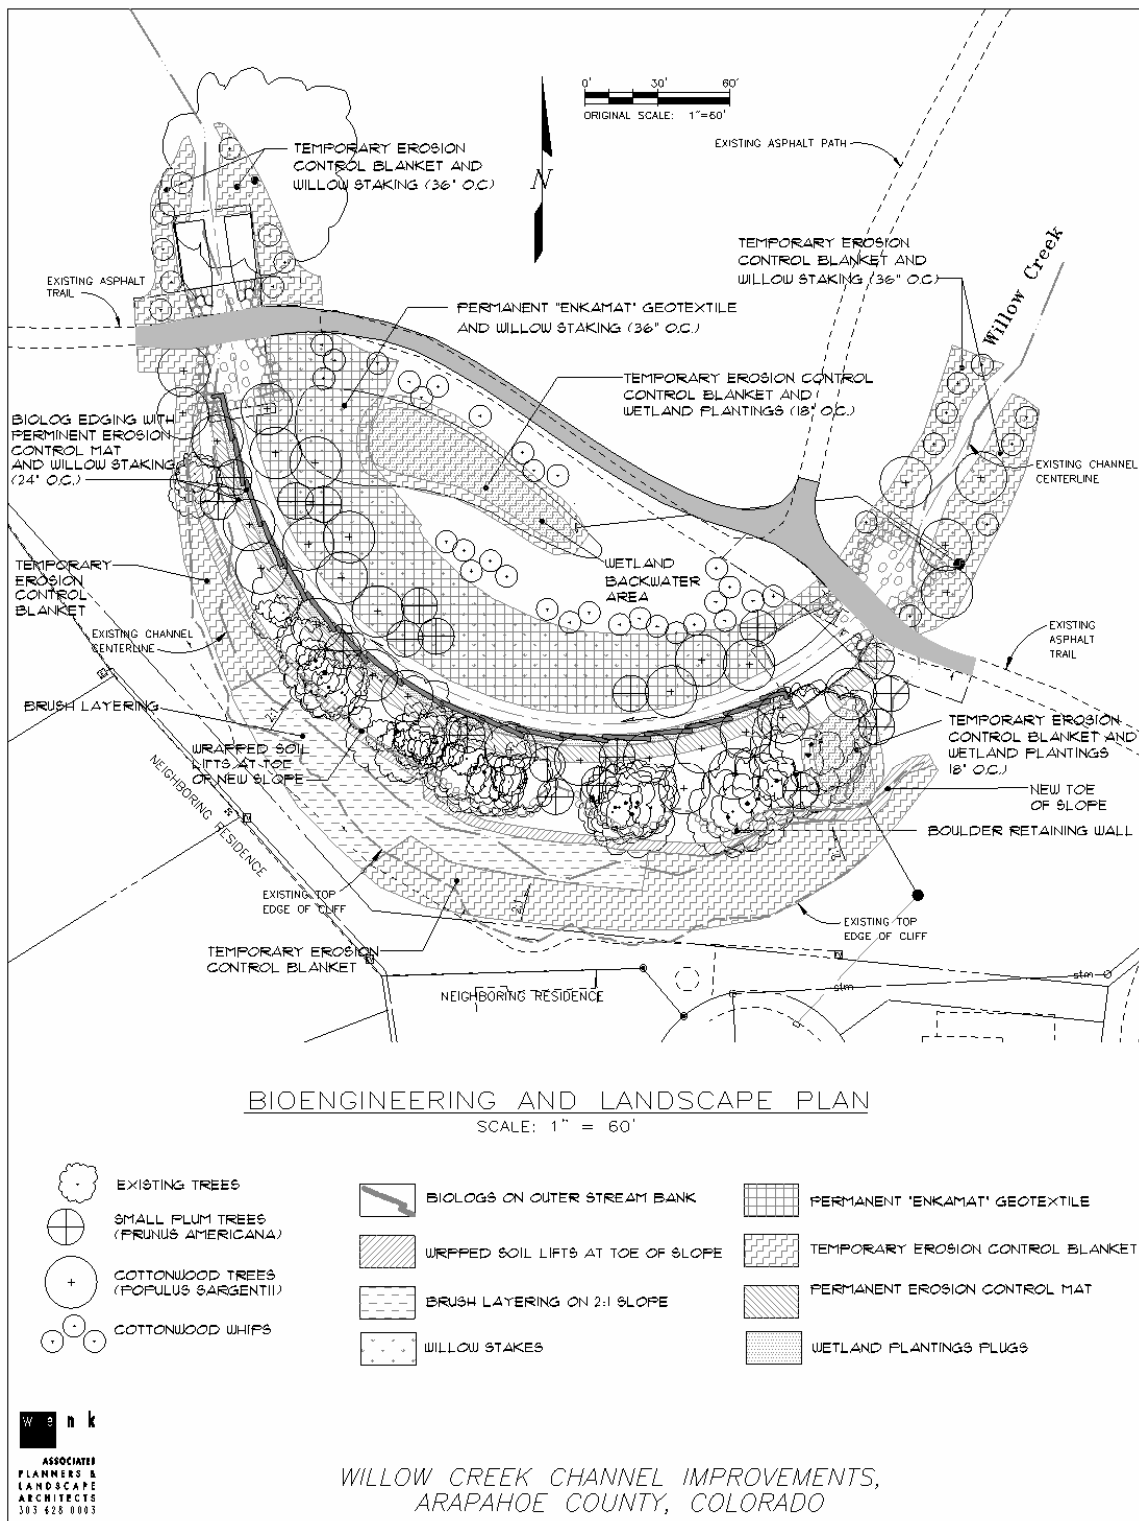 0' 30' 60'
ORIGINAL SCALE: 1"=60'
EXISTING ASPHALT PATH
TEMPORARY EROSION
CONTROL BLANKET AND
WILLOW STAKING (36" O.C)
N
TEMPORARY EROSION
CONTROL BLANKET AND
WILLOW STAKING (36" O.C)
Willow Creek
EXISTING ASPHALT
TRAIL
PERMANENT "ENKAMAT" GEOTEXTILE
AND WILLOW STAKING (36" O.C.)
TEMPORARY EROSION CONTROL
CONTROL BLANKET AND
WETLAND PLANTINGS (18" O.C.)
BIOLOG EDGING WITH
PERMINENT EROSION
CONTROL MAT
AND WILLOW STAKING
(24" O.C.)
EXISTING CHANNEL
CENTERLINE
TEMPORARY
EROSION
CONTROL
BLANKET
WETLAND
BACKWATER
AREA
EXISTING CHANNEL
CENTERLINE
EXISTING
ASPHALT
TRAIL
BRUSH LAYERING
2:1
WRAPPED SOIL
LIFTS AT TOE
OF NEW SLOPE
TEMPORARY EROSION
CONTROL BLANKET AND
WETLAND PLANTINGS
18" O.C.)
NEIGHBORING RESIDENCE
NEW TOE
OF SLOPE
BOULDER RETAINING WALL
2:1
EXISTING TOP
EDGE OF CLIFF
2:1
EXISTING TOP
EDGE OF CLIFF
TEMPORARY EROSION
CONTROL BLANKET
NEIGHBORING RESIDENCE
stm
stm
BIOENGINEERING AND LANDSCAPE PLAN
SCALE: 1" = 60'
EXISTING TREES
SMALL PLUM TREES
(PRUNUS AMERICANA)
COTTONWOOD TREES
(POPULUS SARGENTII)
COTTONWOOD WHIPS
BIOLOGS ON OUTER STREAM BANK
WRPPED SOIL LIFTS AT TOE OF SLOPE
BRUSH LAYERING ON 2:1 SLOPE
WILLOW STAKES
PERMANENT "ENKAMAT" GEOTEXTILE
TEMPORARY EROSION CONTROL BLANKET
PERMANENT EROSION CONTROL MAT
WETLAND PLANTINGS PLUGS
wenk
ASSOCIATES
PLANNERS &
LANDSCAPE
ARCHITECTS
303 628 0003
WILLOW CREEK CHANNEL IMPROVEMENTS,
ARAPAHOE COUNTY, COLORADO